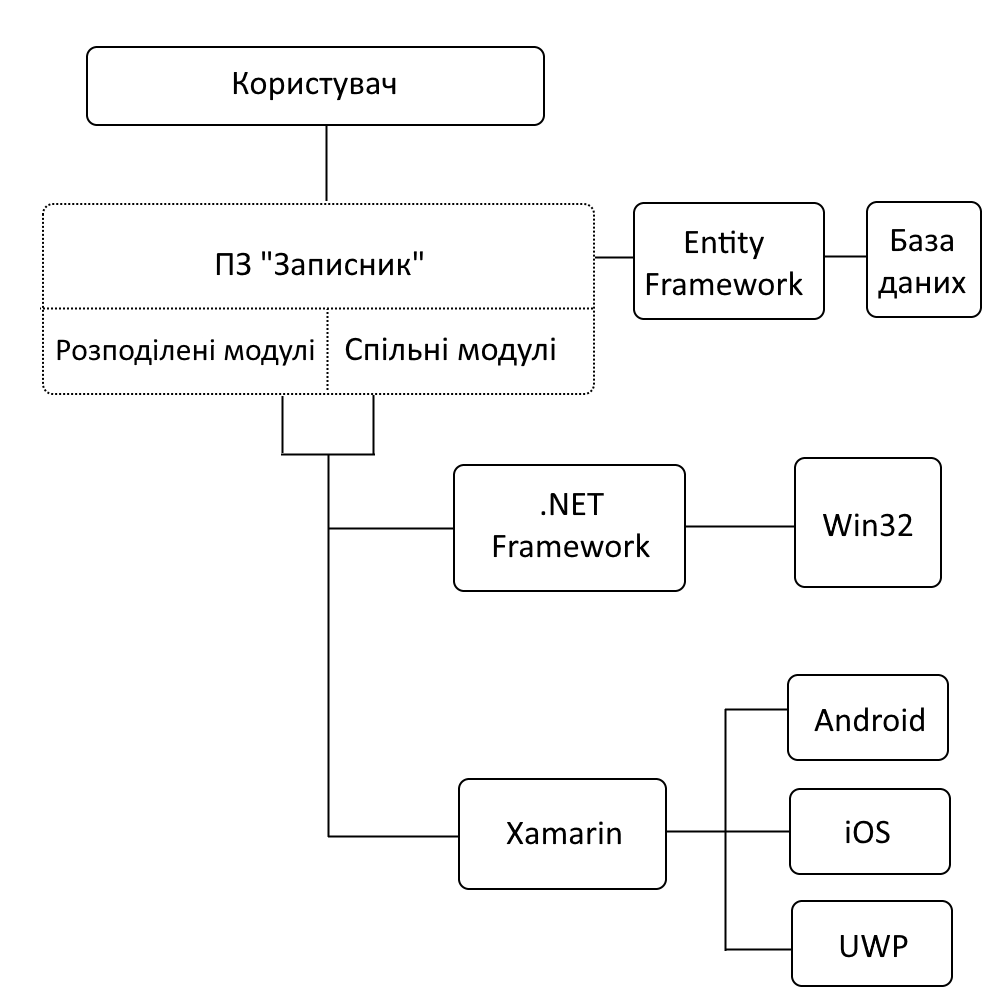 Користувач
ПЗ "Записник"
Розподілені модулі
Спільні модулі
Entity
Framework
База
даних
.NET
Framework
Win32
Xamarin
Android
iOS
UWP